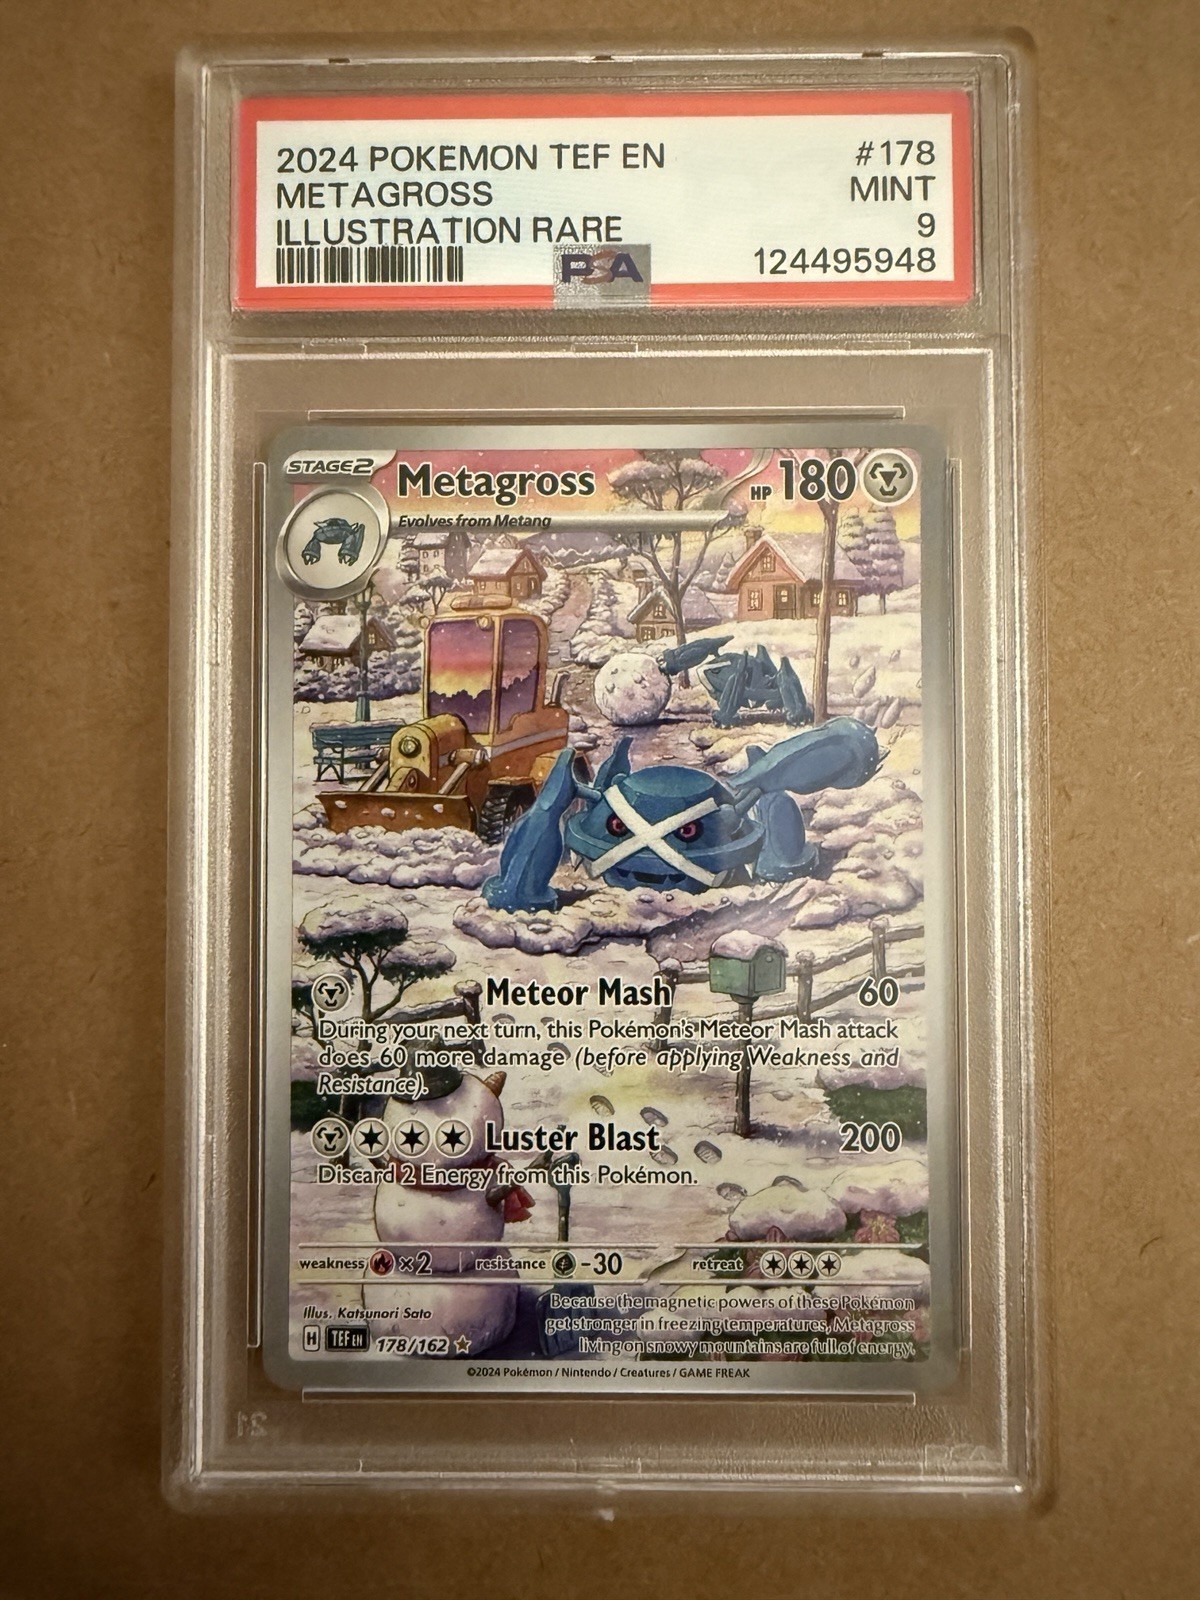 2024 POKEMON TEF EN #178
METAGROSS MINT
ILLUSTRATION RARE 9
PSA 124495948
STAGE2 Metagross HP 180
Evolves from Metang
Meteor Mash 60
During your next turn, this Pokémon's Meteor Mash attack
does 60 more damage (before applying Weakness and
Resistance).
Luster Blast 200
Discard 2 Energy from this Pokémon.
weakness ×2 resistance -30 retreat
Illus. Katsunori Sato
Because the magnetic powers of these Pokémon
get stronger in freezing temperatures, Metagross
living on snowy mountains are full of energy.
H TEF EN 178/162
©2024 Pokémon / Nintendo / Creatures / GAME FREAK